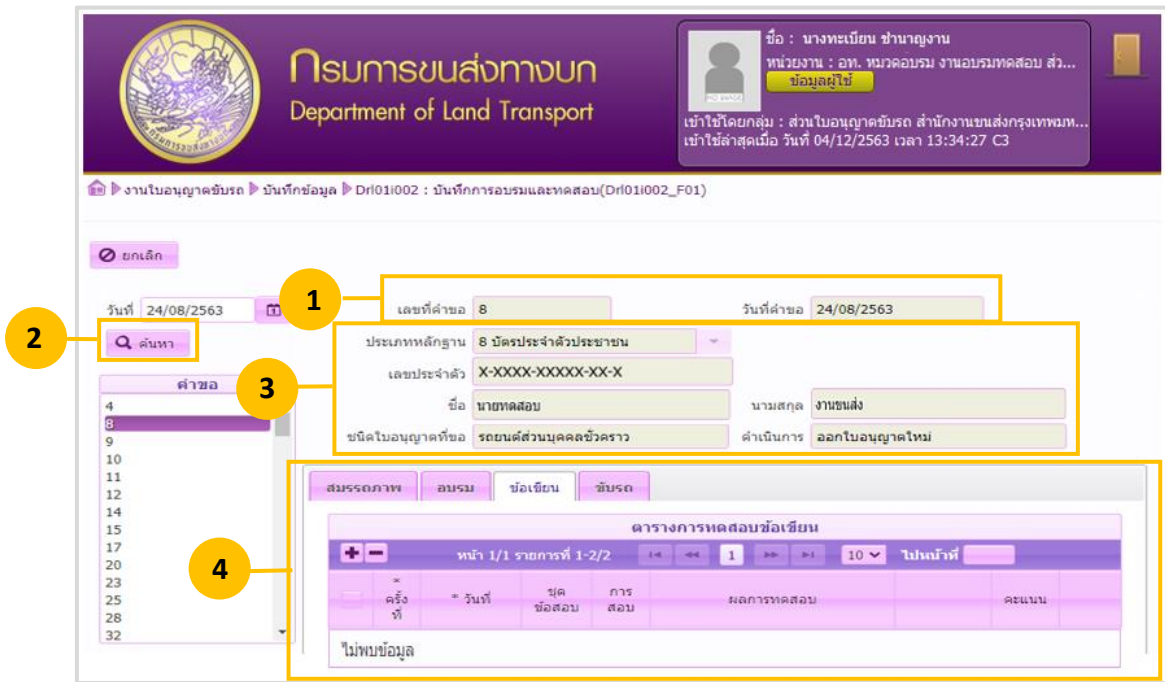 กรมการขนส่งทางบก
Department of Land Transport
NO IMAGE
ชื่อ : นางทะเบียน ชำนาญงาน
หน่วยงาน : อท. หมวดอบรม งานอบรมทดสอบ ส่ว...
ข้อมูลผู้ใช้
เข้าใช้โดยกลุ่ม : ส่วนใบอนุญาตขับรถ สำนักงานขนส่งกรุงเทพมห...
เข้าใช้ล่าสุดเมื่อ วันที่ 04/12/2563 เวลา 13:34:27 C3
งานใบอนุญาตขับรถ บันทึกข้อมูล Drl01i002 : บันทึกการอบรมและทดสอบ(Drl01i002_F01)
ยกเลิก
วันที่ 24/08/2563
1
เลขที่คำขอ 8 วันที่คำขอ 24/08/2563
2
ค้นหา
3
ประเภทหลักฐาน 8 บัตรประจำตัวประชาชน
เลขประจำตัว X-XXXX-XXXXX-XX-X
ชื่อ นายทดสอบ นามสกุล งานขนส่ง
ชนิดใบอนุญาตที่ขอ รถยนต์ส่วนบุคคลชั่วคราว ดำเนินการ ออกใบอนุญาตใหม่
คำขอ
4
8
9
10
11
12
14
15
17
20
23
25
28
32
4
สมรรถภาพ อบรม ข้อเขียน ขับรถ
ตารางการทดสอบข้อเขียน
หน้า 1/1 รายการที่ 1-2/2 1 10 ไปหน้าที่
* ครั้งที่ * วันที่ ชุดข้อสอบ การสอบ ผลการทดสอบ คะแนน
ไม่พบข้อมูล